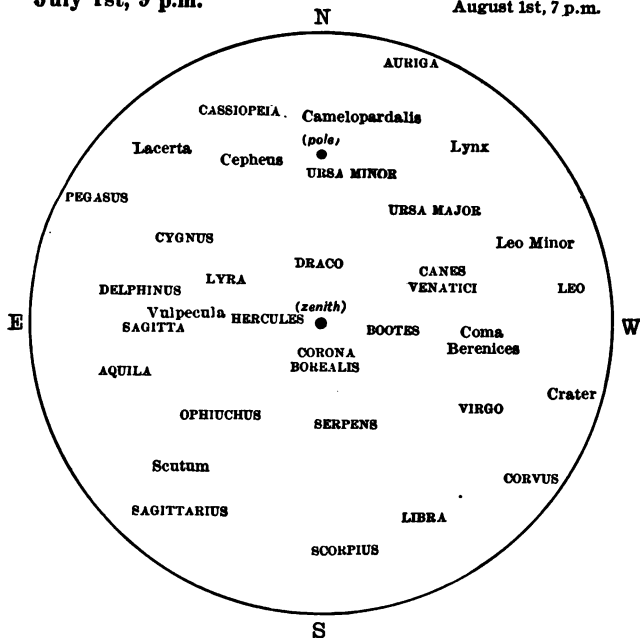 July 1st, 9 p.m.
August 1st, 7 p.m.
N
AURIGA
CASSIOPEIA
Camelopardalis
(pole)
Lacerta
Cepheus
Lynx
URSA MINOR
PEGASUS
URSA MAJOR
CYGNUS
Leo Minor
DRACO
LYRA
CANES
VENATICI
DELPHINUS
LEO
(zenith)
Vulpecula
HERCULES
E
SAGITTA
BOOTES
Coma
Berenices
W
CORONA
BOREALIS
AQUILA
Crater
OPHIUCHUS
VIRGO
SERPENS
Scutum
CORVUS
SAGITTARIUS
LIBRA
SCORPIUS
S